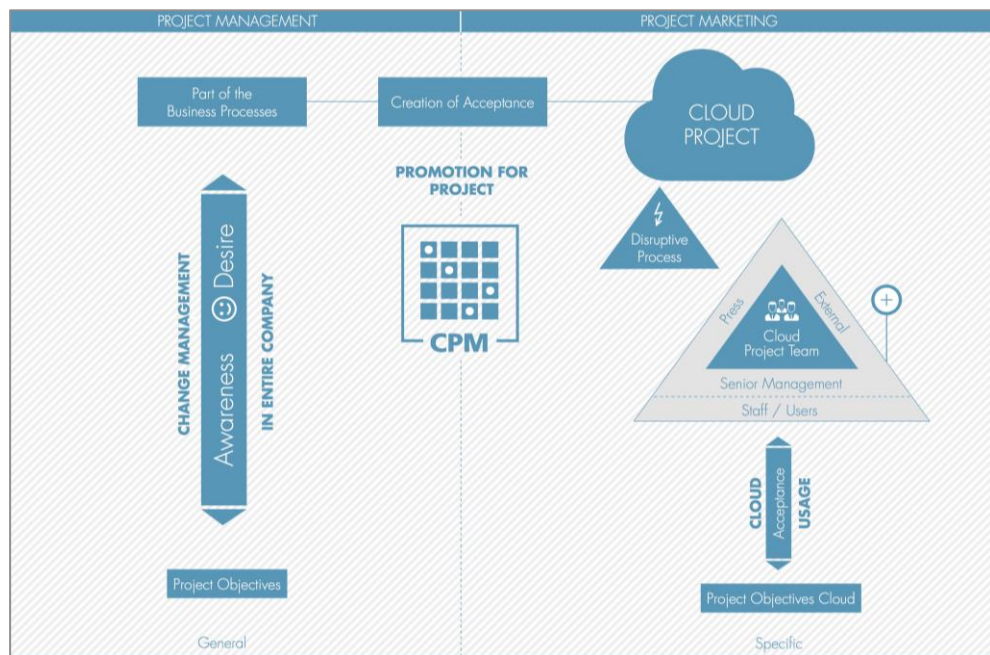 PROJECT MANAGEMENT
PROJECT MARKETING
Part of the
Business Processes
Creation of Acceptance
CLOUD
PROJECT
PROMOTION FOR
PROJECT
CPM
Disruptive
Process
CHANGE MANAGEMENT
Awareness
Desire
IN ENTIRE COMPANY
Press
External
Cloud
Project Team
Senior Management
Staff / Users
CLOUD
Acceptance
USAGE
Project Objectives
Project Objectives Cloud
General
Specific